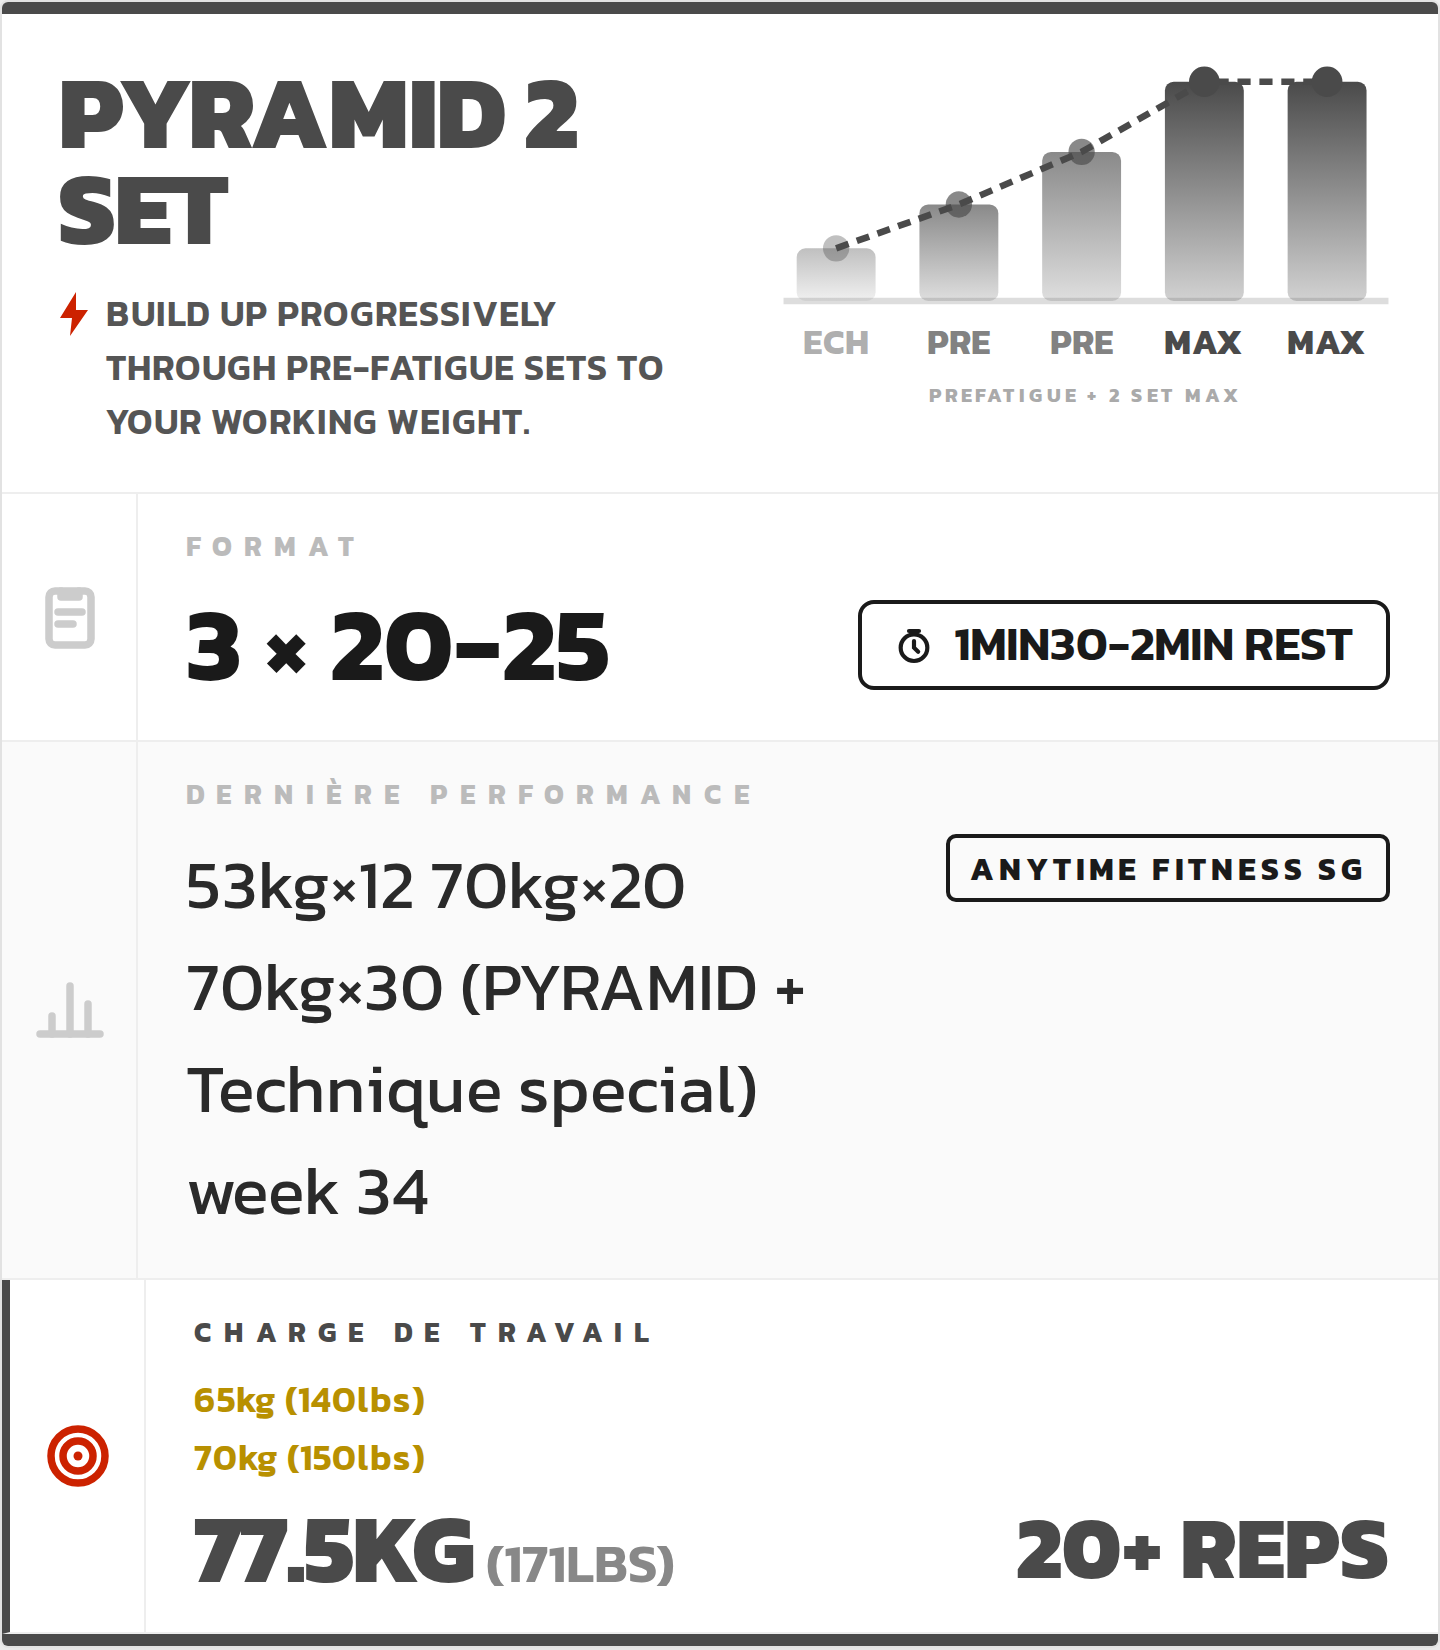 PYRAMID 2
SET
BUILD UP PROGRESSIVELY
THROUGH PRE-FATIGUE SETS TO
YOUR WORKING WEIGHT.
ECH PRE PRE MAX MAX
PREFATIGUE + 2 SET MAX
FORMAT
3 × 20-25
1MIN30-2MIN REST
DERNIÈRE PERFORMANCE
53kg×12 70kg×20
70kg×30 (PYRAMID +
Technique special)
week 34
ANYTIME FITNESS SG
CHARGE DE TRAVAIL
65kg (140lbs)
70kg (150lbs)
77.5KG (171LBS)
20+ REPS